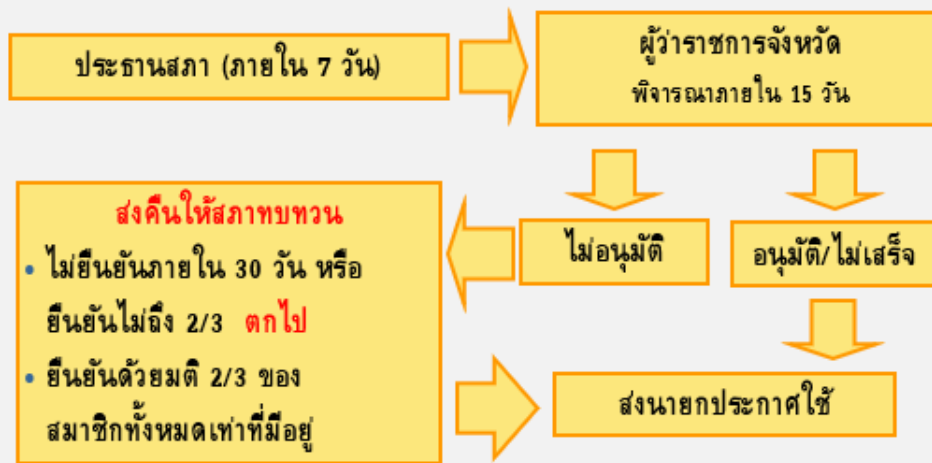 ประธานสภา (ภายใน 7 วัน)
ผู้ว่าราชการจังหวัด
พิจารณาภายใน 15 วัน
ไม่อนุมัติ
อนุมัติ/ไม่เสร็จ
ส่งคืนให้สภาทบทวน
• ไม่ยืนยันภายใน 30 วัน หรือ
ยืนยันไม่ถึง 2/3 ตกไป
• ยืนยันด้วยมติ 2/3 ของ
สมาชิกทั้งหมดเท่าที่มีอยู่
ส่งนายกประกาศใช้